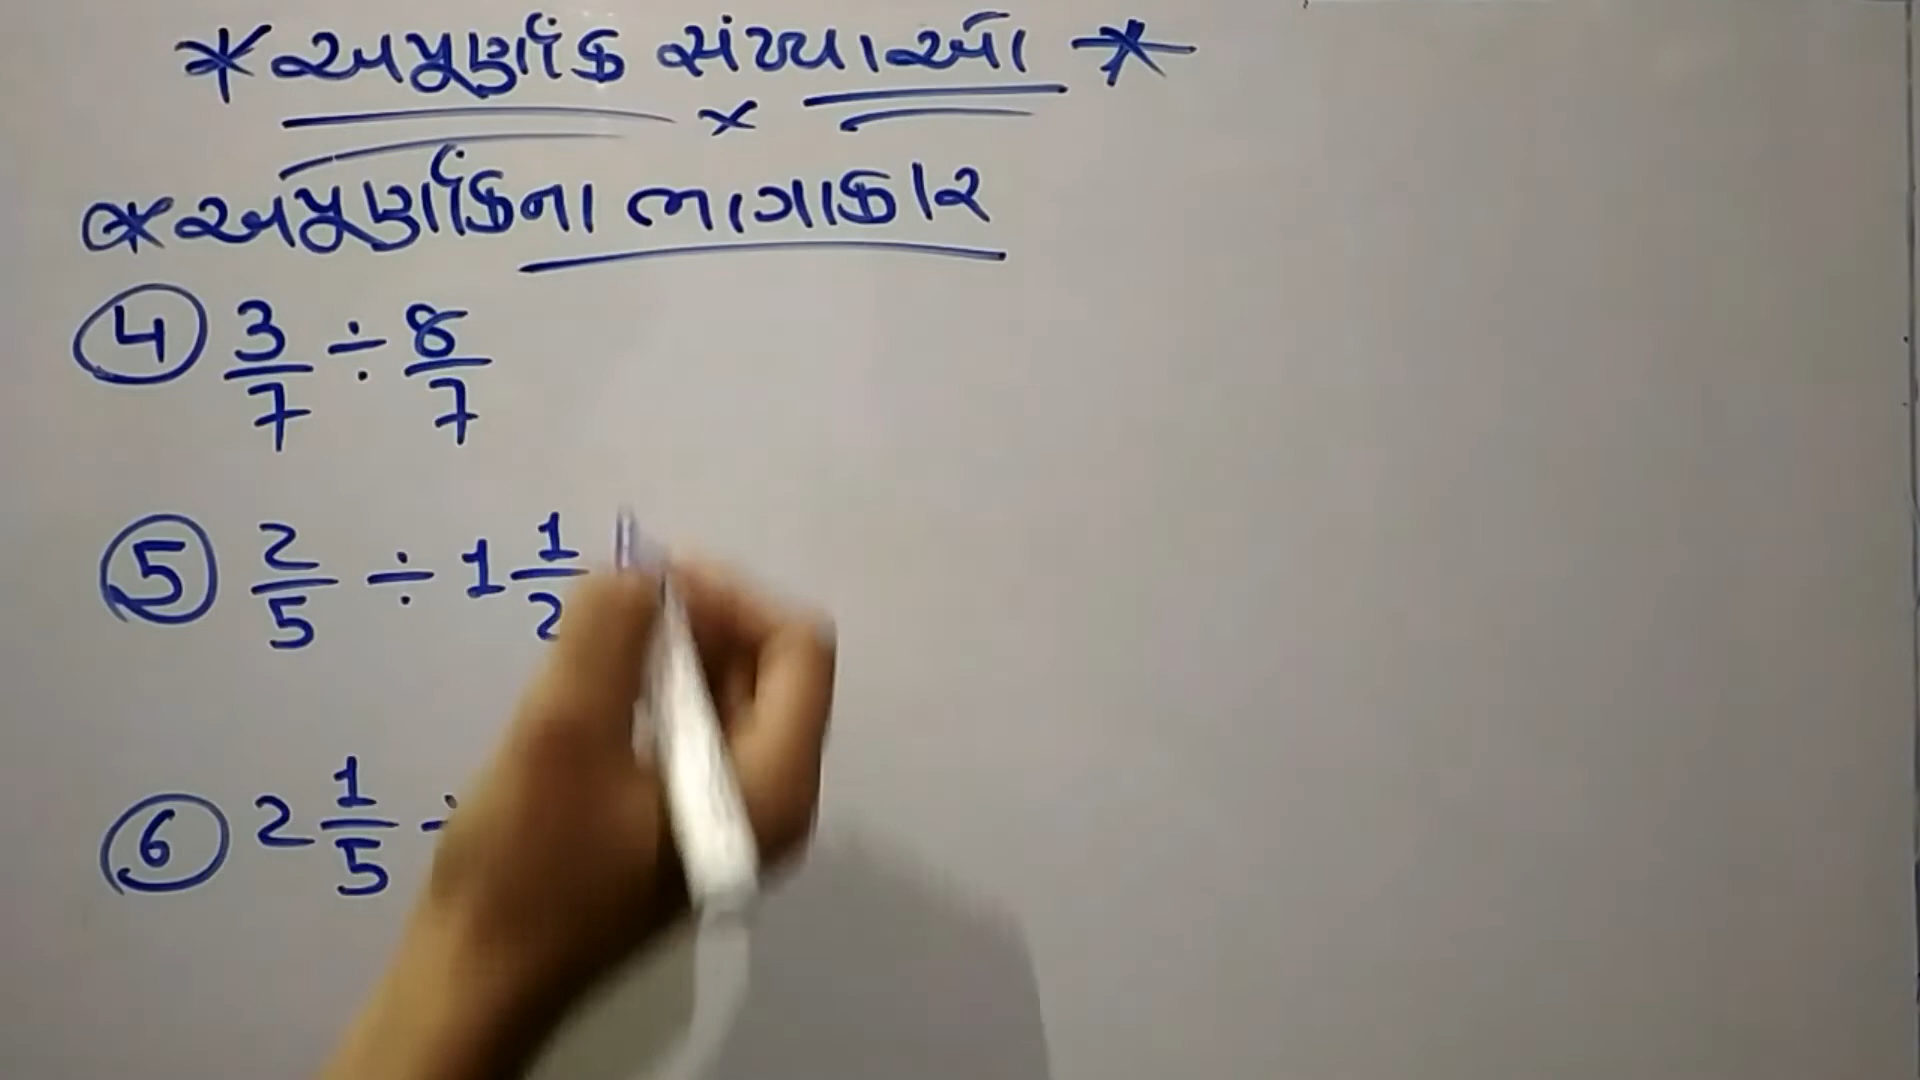 * અપૂર્ણાંક સંખ્યાઓ *
×
* અપૂર્ણાંકના ભાગાકાર
④ 3/7 ÷ 8/7
⑤ 2/5 ÷ 1 1/2
⑥ 2 1/5 ÷